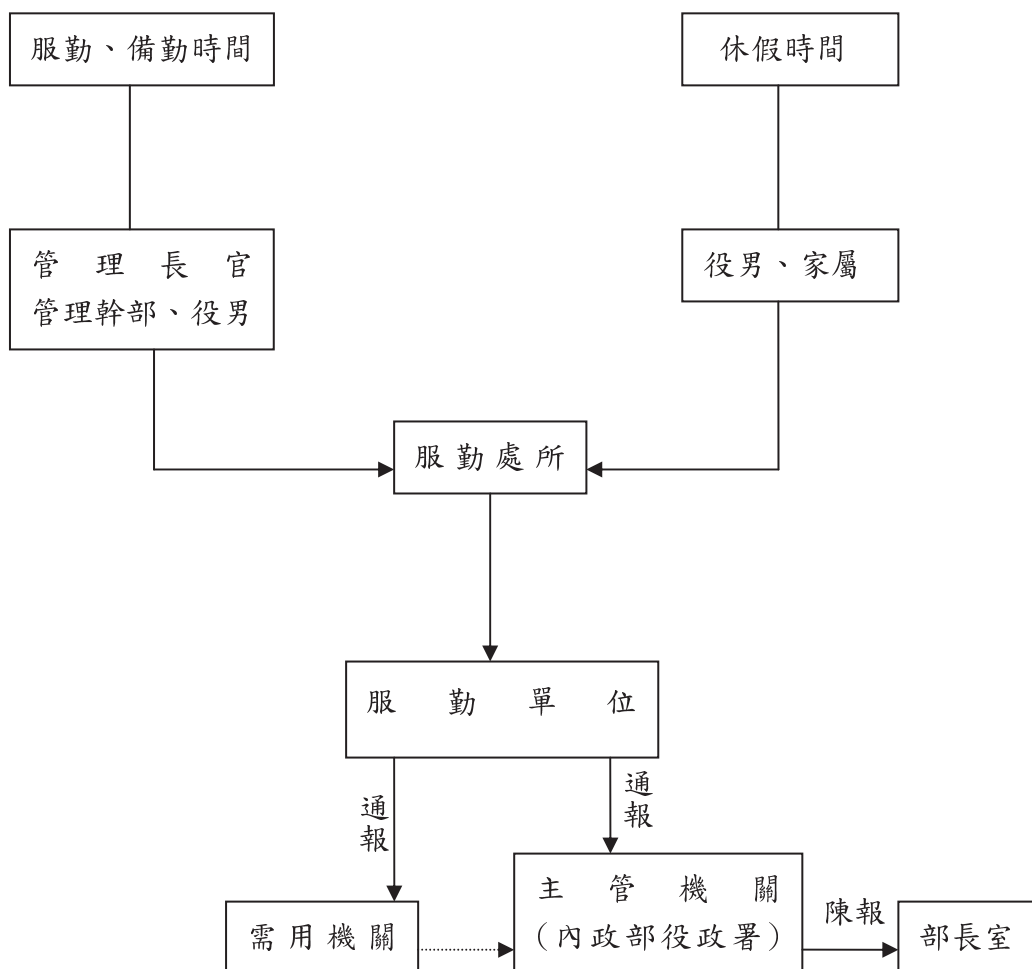 服勤、備勤時間
休假時間
管理長官
管理幹部、役男
役男、家屬
服勤處所
服勤單位
通報
通報
主管機關
(內政部役政署)
陳報
需用機關
部長室